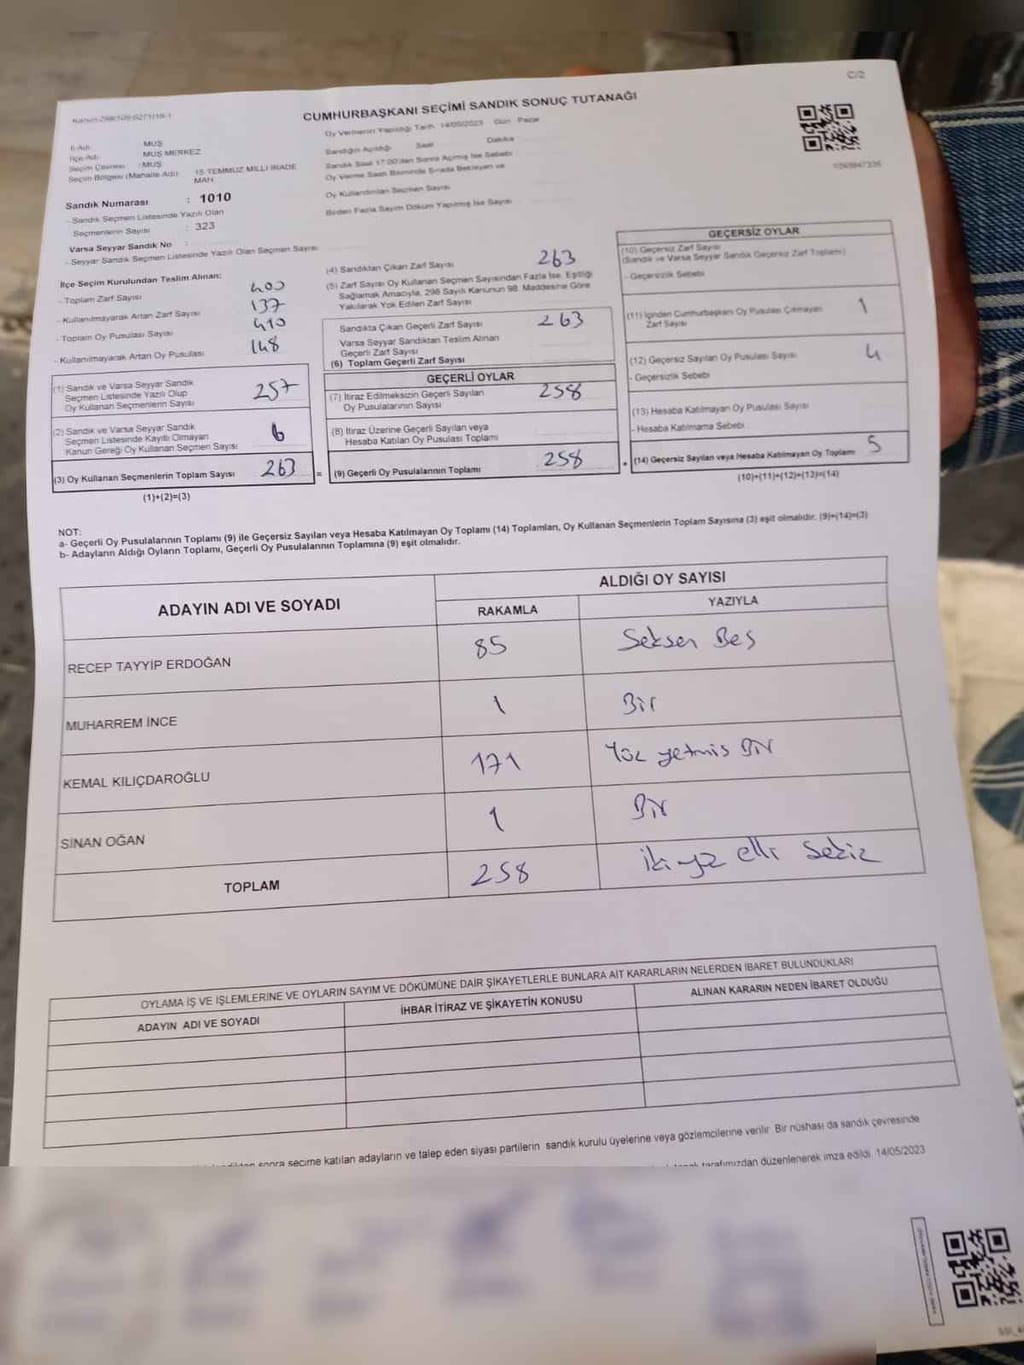 C/2
CUMHURBAŞKANI SEÇİMİ SANDIK SONUÇ TUTANAĞI
Oy Vermenin Yapıldığı Tarih 14/05/2023 Gün Pazar
İli Adı: MUŞ
İlçe Adı: MUŞ MERKEZ
Seçim Çevresi : MUŞ
Seçim Bölgesi (Mahalle Adı) 15 TEMMUZ MİLLİ İRADE MAH.
Sandığın Açıldığı Saat Dakika
Sandık Saat 17:00'den Sonra Açılmış İse Sebebi
Oy Verme Saati Bitiminde Sırada Bekleyen ve
Oy Kullandırılan Seçmen Sayısı
Birden Fazla Sayım Döküm Yapılmış İse Sayısı
Sandık Numarası : 1010
- Sandık Seçmen Listesinde Yazılı Olan
Seçmenlerin Sayısı : 323
Varsa Seyyar Sandık No :
- Seyyar Sandık Seçmen Listesinde Yazılı Olan Seçmen Sayısı
İlçe Seçim Kurulundan Teslim Alınan:
- Toplam Zarf Sayısı 400
- Kullanılmayarak Artan Zarf Sayısı 137
- Toplam Oy Pusulası Sayısı 410
- Kullanılmayarak Artan Oy Pusulası 148
(1) Sandık ve Varsa Seyyar Sandık
Seçmen Listesinde Yazılı Olup
Oy Kullanan Seçmenlerin Sayısı 257
(2) Sandık ve Varsa Seyyar Sandık
Seçmen Listesinde Kayıtlı Olmayan
Kanun Gereği Oy Kullanan Seçmen Sayısı 6
(3) Oy Kullanan Seçmenlerin Toplam Sayısı 263
(1)+(2)=(3)
(4) Sandıktan Çıkan Zarf Sayısı 263
(5) Zarf Sayısı Oy Kullanan Seçmen Sayısından Fazla İse, Eşitliği
Sağlamak Amacıyla, 298 Sayılı Kanunun 98. Maddesine Göre
Yakılarak Yok Edilen Zarf Sayısı
Sandıkta Çıkan Geçerli Zarf Sayısı 263
Varsa Seyyar Sandıktan Teslim Alınan
Geçerli Zarf Sayısı
(6) Toplam Geçerli Zarf Sayısı
GEÇERLİ OYLAR
(7) İtiraz Edilmeksizin Geçerli Sayılan
Oy Pusulalarının Sayısı 258
(8) İtiraz Üzerine Geçerli Sayılan veya
Hesaba Katılan Oy Pusulası Toplamı
= (9) Geçerli Oy Pusulalarının Toplamı 258
GEÇERSİZ OYLAR
(10) Geçersiz Zarf Sayısı
(Sandık ve Varsa Seyyar Sandık Geçersiz Zarf Toplamı)
- Geçersizlik Sebebi
(11) İçinden Cumhurbaşkanı Oy Pusulası Çıkmayan
Zarf Sayısı 1
(12) Geçersiz Sayılan Oy Pusulası Sayısı 4
- Geçersizlik Sebebi
(13) Hesaba Katılmayan Oy Pusulası Sayısı
- Hesaba Katılmama Sebebi
+ (14) Geçersiz Sayılan veya Hesaba Katılmayan Oy Toplamı 5
(10)+(11)+(12)+(13)=(14)
NOT:
a- Geçerli Oy Pusulalarının Toplamı (9) ile Geçersiz Sayılan veya Hesaba Katılmayan Oy Toplamı (14) Toplamları, Oy Kullanan Seçmenlerin Toplam Sayısına (3) eşit olmalıdır. (9)+(14)=(3)
b- Adayların Aldığı Oyların Toplamı, Geçerli Oy Pusulalarının Toplamına (9) eşit olmalıdır.
ADAYIN ADI VE SOYADI
ALDIĞI OY SAYISI
RAKAMLA YAZIYLA
RECEP TAYYİP ERDOĞAN 85 Seksen Beş
MUHARREM İNCE 1 Bir
KEMAL KILIÇDAROĞLU 171 Yüz yetmiş Bir
SİNAN OĞAN 1 Bir
TOPLAM 258 iki yüz elli Sekiz
OYLAMA İŞ VE İŞLEMLERİNE VE OYLARIN SAYIM VE DÖKÜMÜNE DAİR ŞİKAYETLERLE BUNLARA AİT KARARLARIN NELERDEN İBARET BULUNDUKLARI
ADAYIN ADI VE SOYADI İHBAR İTİRAZ VE ŞİKAYETİN KONUSU ALINAN KARARIN NEDEN İBARET OLDUĞU
sonra seçime katılan adayların ve talep eden siyasi partilerin sandık kurulu üyelerine veya gözlemcilerine verilir. Bir nüshası da sandık çevresinde
tarafımızdan düzenlenerek imza edildi. 14/05/2023